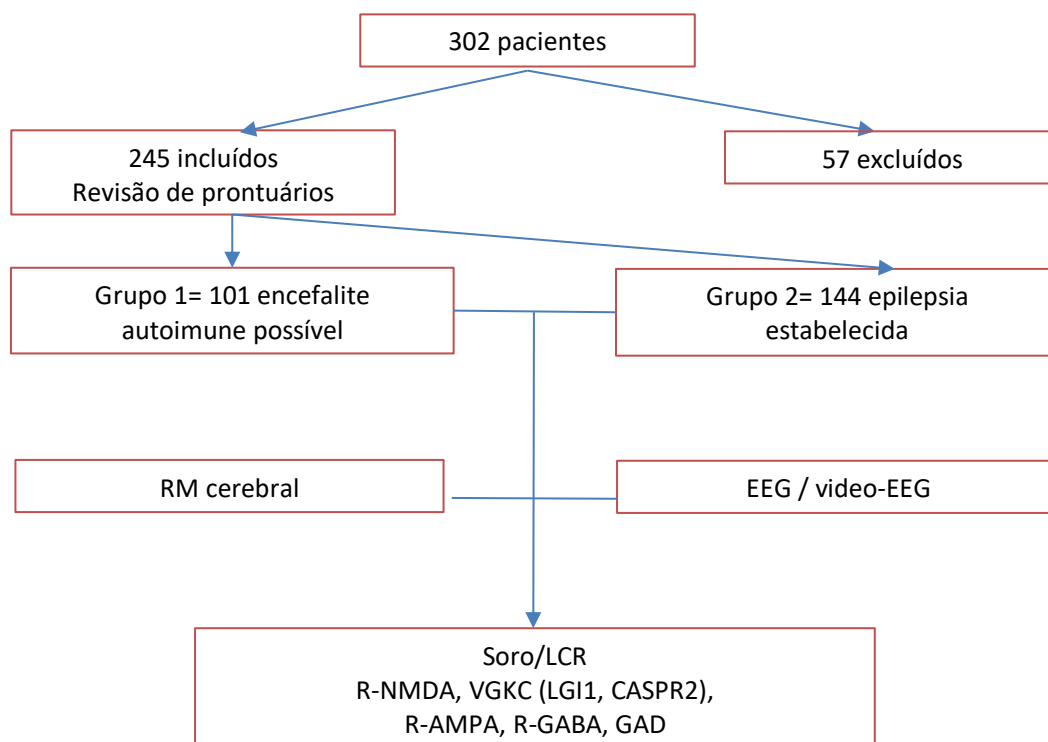 302 pacientes
245 incluídos
Revisão de prontuários
57 excluídos
Grupo 1= 101 encefalite
autoimune possível
Grupo 2= 144 epilepsia
estabelecida
RM cerebral
EEG / video-EEG
Soro/LCR
R-NMDA, VGKC (LGI1, CASPR2),
R-AMPA, R-GABA, GAD